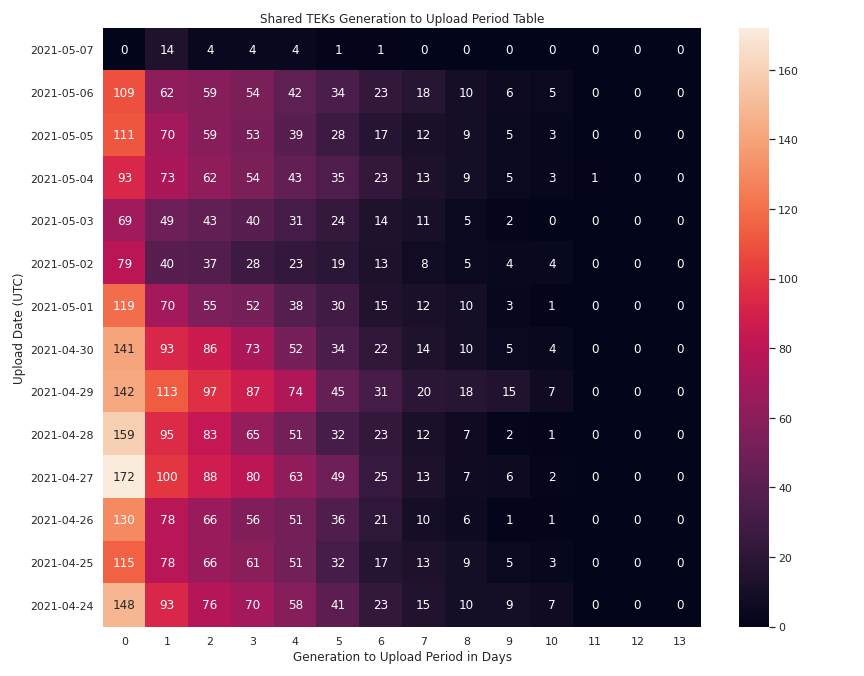 Shared TEKs Generation to Upload Period Table
Upload Date (UTC)
2021-05-07 0 14 4 4 4 1 1 0 0 0 0 0 0 0
2021-05-06 109 62 59 54 42 34 23 18 10 6 5 0 0 0
2021-05-05 111 70 59 53 39 28 17 12 9 5 3 0 0 0
2021-05-04 93 73 62 54 43 35 23 13 9 5 3 1 0 0
2021-05-03 69 49 43 40 31 24 14 11 5 2 0 0 0 0
2021-05-02 79 40 37 28 23 19 13 8 5 4 4 0 0 0
2021-05-01 119 70 55 52 38 30 15 12 10 3 1 0 0 0
2021-04-30 141 93 86 73 52 34 22 14 10 5 4 0 0 0
2021-04-29 142 113 97 87 74 45 31 20 18 15 7 0 0 0
2021-04-28 159 95 83 65 51 32 23 12 7 2 1 0 0 0
2021-04-27 172 100 88 80 63 49 25 13 7 6 2 0 0 0
2021-04-26 130 78 66 56 51 36 21 10 6 1 1 0 0 0
2021-04-25 115 78 66 61 51 32 17 13 9 5 3 0 0 0
2021-04-24 148 93 76 70 58 41 23 15 10 9 7 0 0 0
0 1 2 3 4 5 6 7 8 9 10 11 12 13
Generation to Upload Period in Days
160
140
120
100
80
60
40
20
0